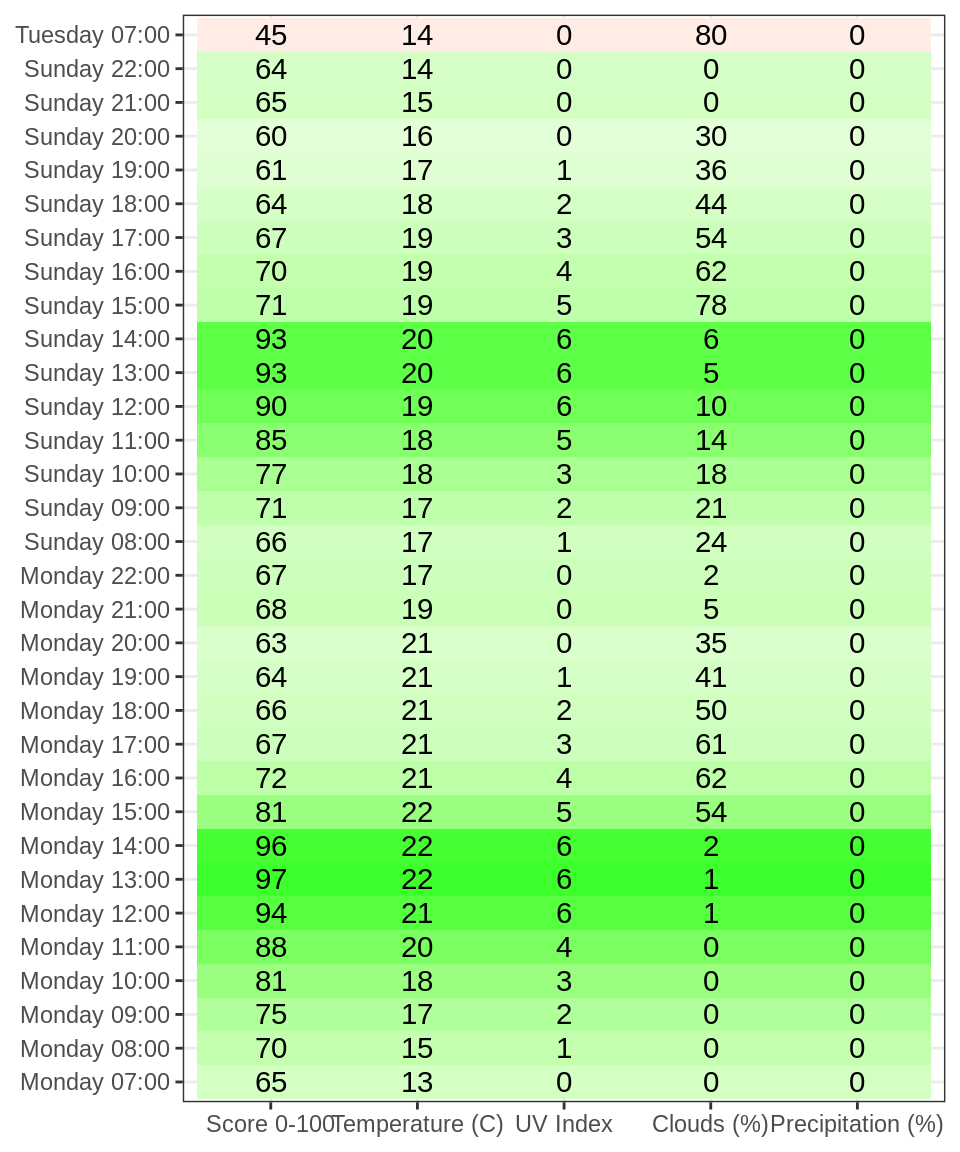 Tuesday 07:00 45 14 0 80 0
Sunday 22:00 64 14 0 0 0
Sunday 21:00 65 15 0 0 0
Sunday 20:00 60 16 0 30 0
Sunday 19:00 61 17 1 36 0
Sunday 18:00 64 18 2 44 0
Sunday 17:00 67 19 3 54 0
Sunday 16:00 70 19 4 62 0
Sunday 15:00 71 19 5 78 0
Sunday 14:00 93 20 6 6 0
Sunday 13:00 93 20 6 5 0
Sunday 12:00 90 19 6 10 0
Sunday 11:00 85 18 5 14 0
Sunday 10:00 77 18 3 18 0
Sunday 09:00 71 17 2 21 0
Sunday 08:00 66 17 1 24 0
Monday 22:00 67 17 0 2 0
Monday 21:00 68 19 0 5 0
Monday 20:00 63 21 0 35 0
Monday 19:00 64 21 1 41 0
Monday 18:00 66 21 2 50 0
Monday 17:00 67 21 3 61 0
Monday 16:00 72 21 4 62 0
Monday 15:00 81 22 5 54 0
Monday 14:00 96 22 6 2 0
Monday 13:00 97 22 6 1 0
Monday 12:00 94 21 6 1 0
Monday 11:00 88 20 4 0 0
Monday 10:00 81 18 3 0 0
Monday 09:00 75 17 2 0 0
Monday 08:00 70 15 1 0 0
Monday 07:00 65 13 0 0 0
Score 0-100 Temperature (C) UV Index Clouds (%) Precipitation (%)